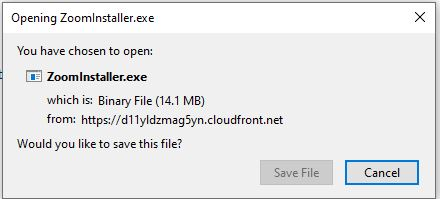 Opening ZoomInstaller.exe
You have chosen to open:
ZoomInstaller.exe
which is: Binary File (14.1 MB)
from: https://d11yldzmag5yn.cloudfront.net
Would you like to save this file?
Save File Cancel